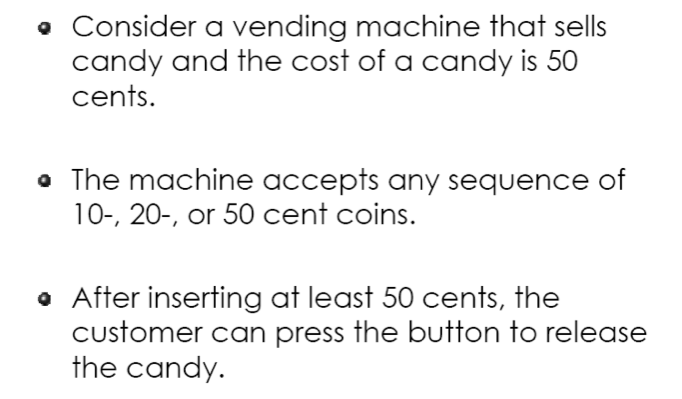 Consider a vending machine that sells
candy and the cost of a candy is 50
cents.
The machine accepts any sequence of
10-, 20-, or 50 cent coins.
After inserting at least 50 cents, the
customer can press the button to release
the candy.